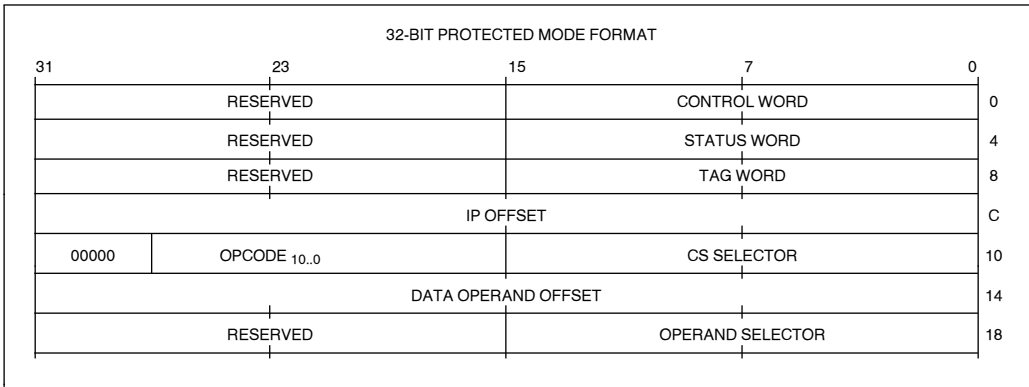 32-BIT PROTECTED MODE FORMAT
31 23 15 7 0
RESERVED CONTROL WORD 0
RESERVED STATUS WORD 4
RESERVED TAG WORD 8
IP OFFSET C
00000 OPCODE 10..0 CS SELECTOR 10
DATA OPERAND OFFSET 14
RESERVED OPERAND SELECTOR 18